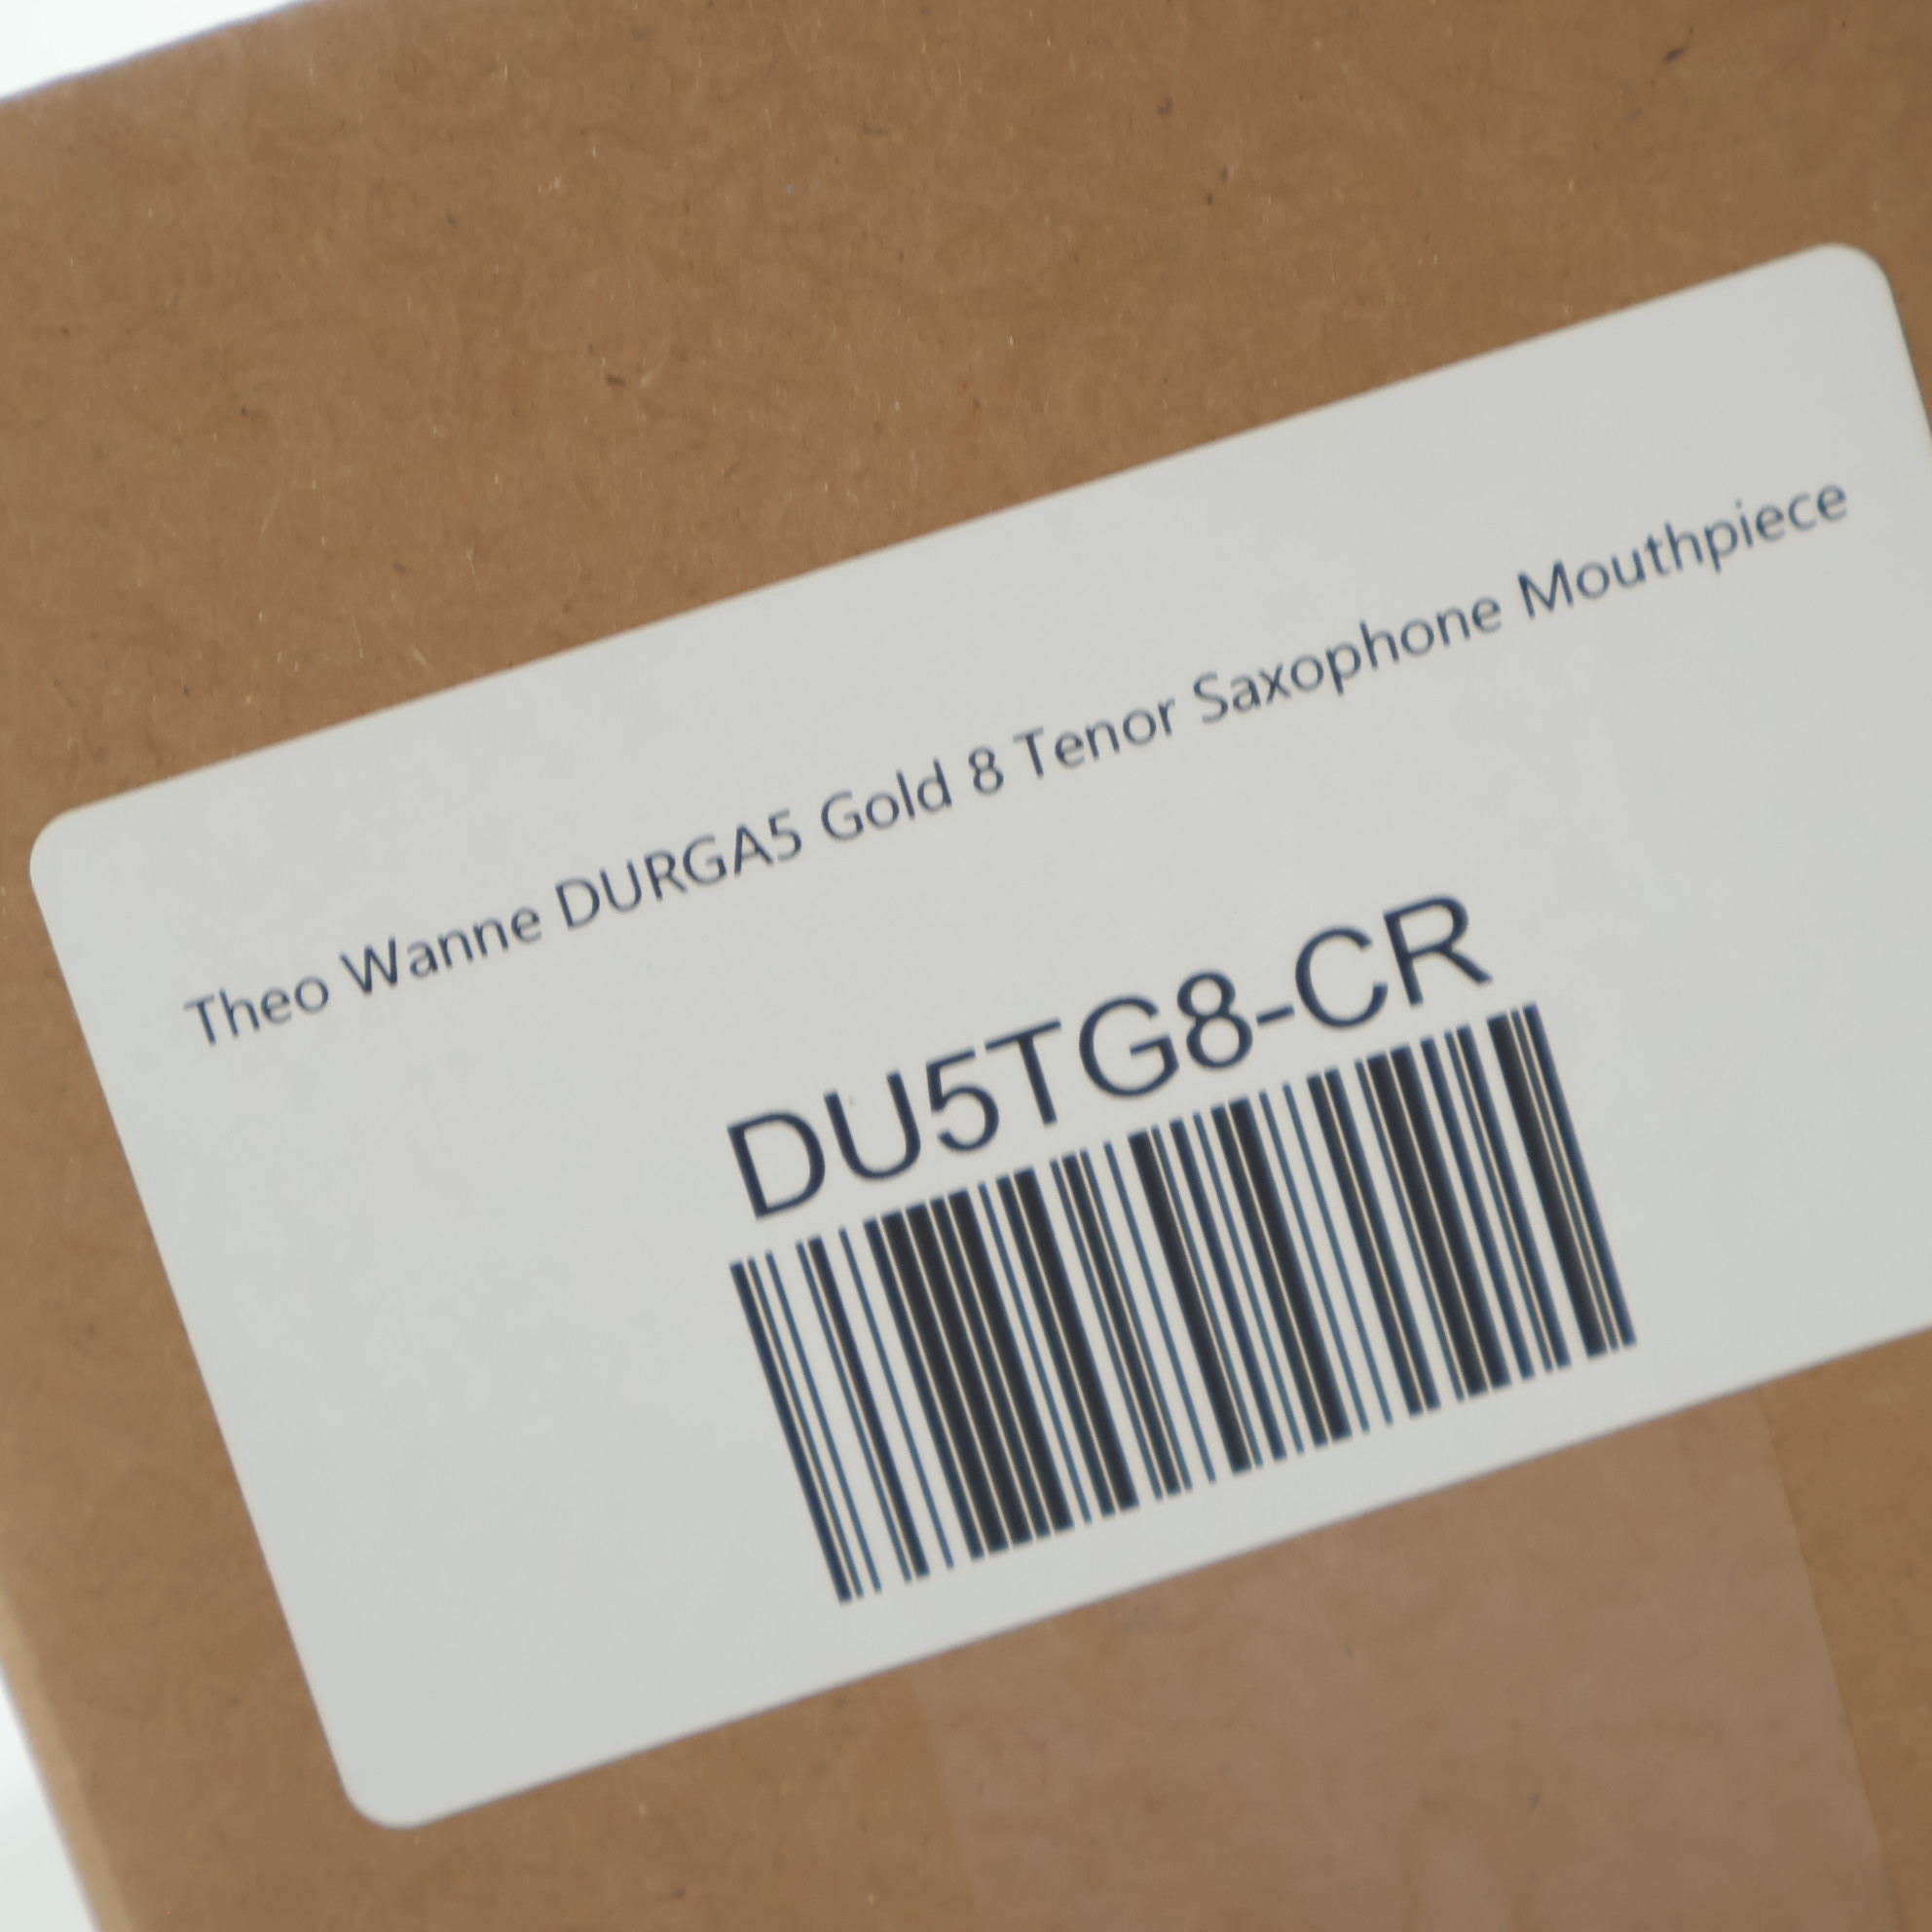 Theo Wanne DURGA5 Gold 8 Tenor Saxophone Mouthpiece
DU5TG8-CR